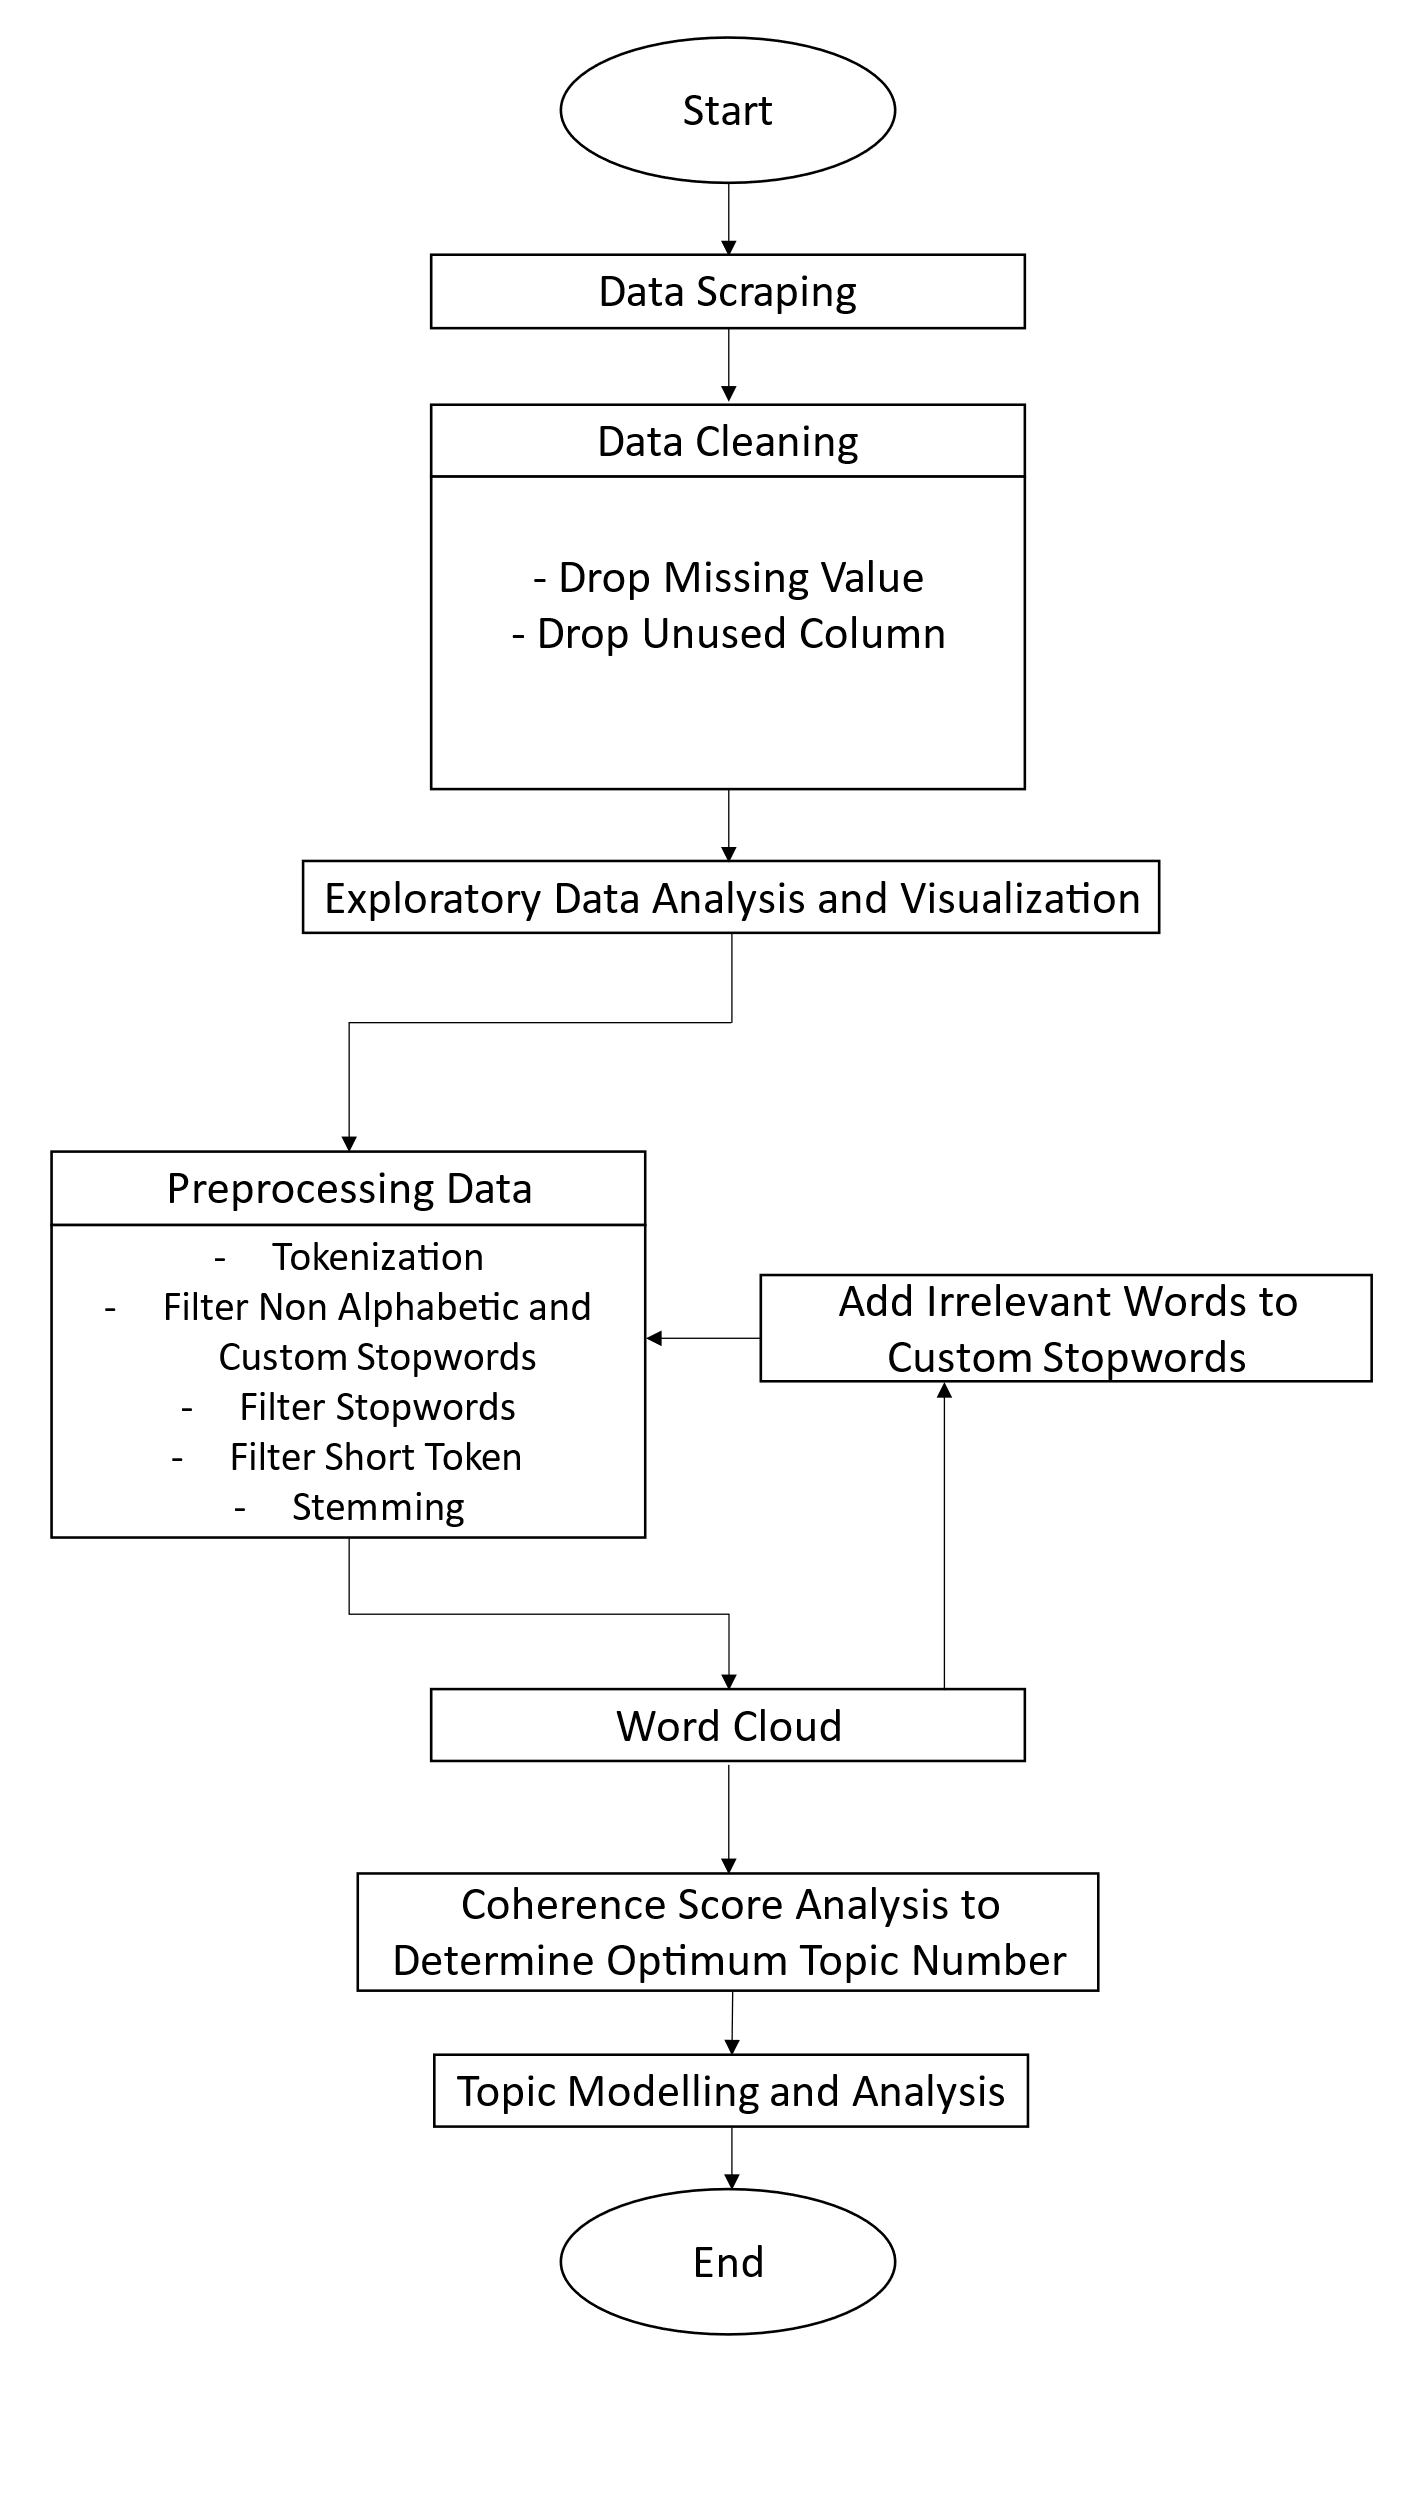 Start
Data Scraping
Data Cleaning
- Drop Missing Value
- Drop Unused Column
Exploratory Data Analysis and Visualization
Preprocessing Data
- Tokenization
- Filter Non Alphabetic and
Custom Stopwords
- Filter Stopwords
- Filter Short Token
- Stemming
Add Irrelevant Words to
Custom Stopwords
Word Cloud
Coherence Score Analysis to
Determine Optimum Topic Number
Topic Modelling and Analysis
End